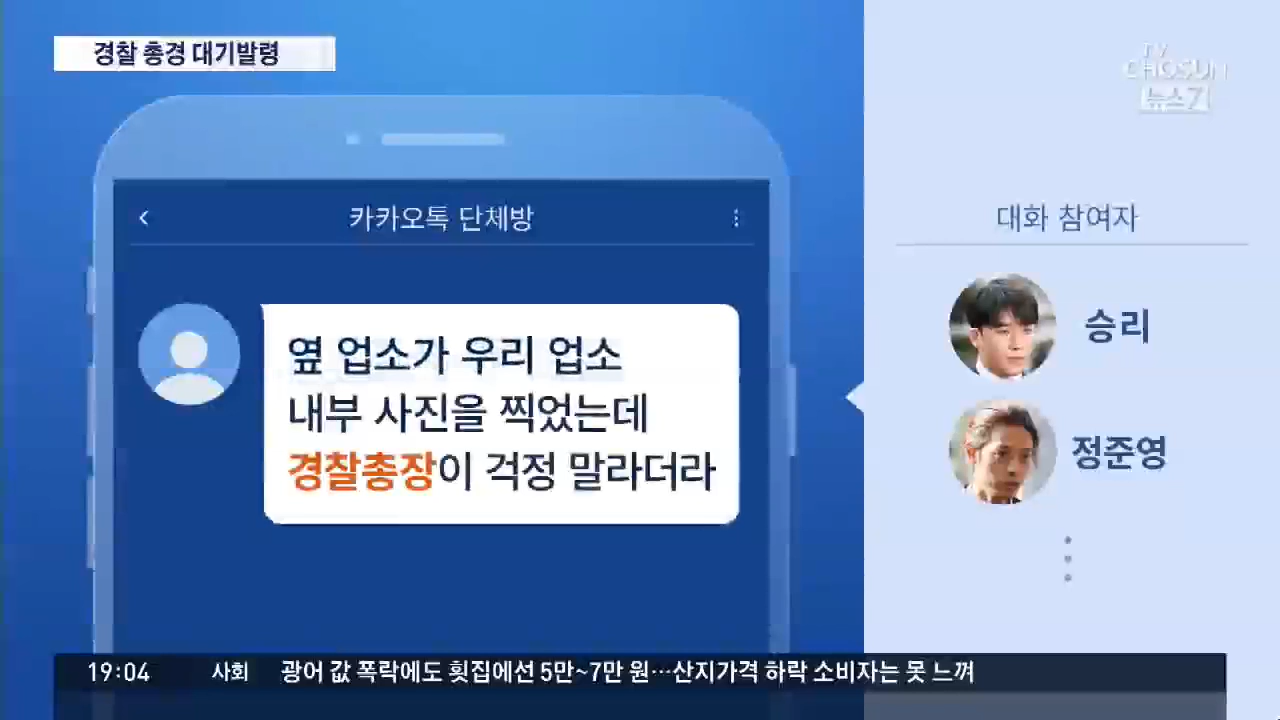 경찰 총경 대기발령
TV
CHOSUN
뉴스7
카카오톡 단체방
옆 업소가 우리 업소
내부 사진을 찍었는데
경찰총장이 걱정 말라더라
대화 참여자
승리
정준영
19:04 사회 광어 값 폭락에도 횟집에선 5만~7만 원…산지가격 하락 소비자는 못 느껴